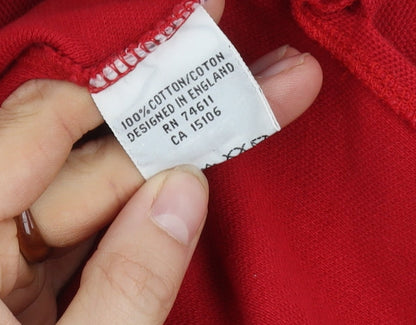 100% COTTON/COTON
DESIGNED IN ENGLAND
RN 74611
CA 15106